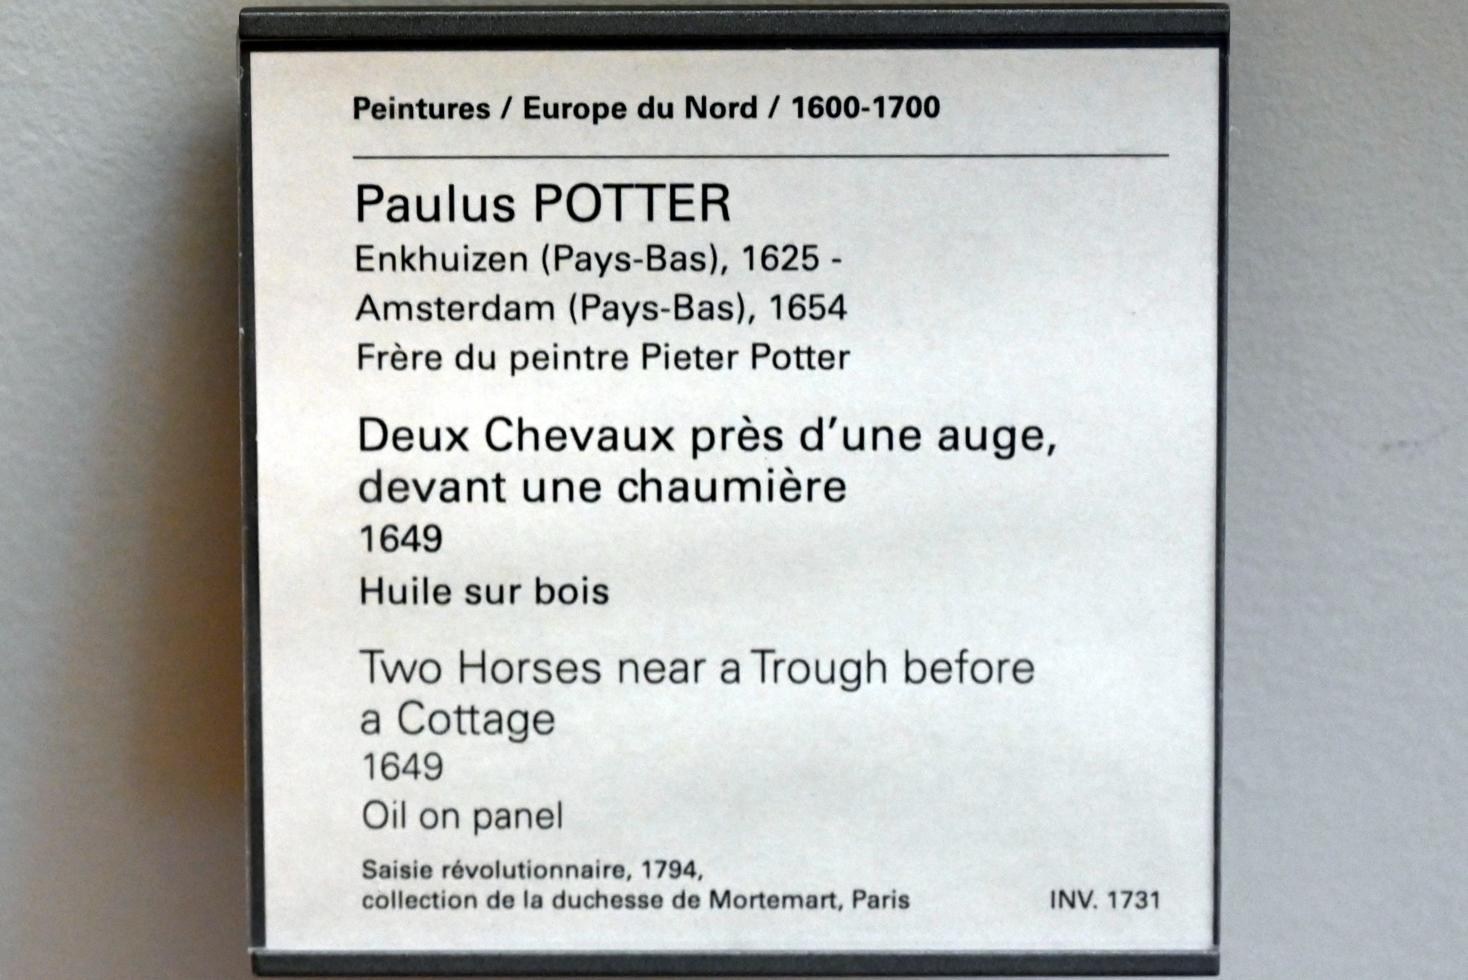 Peintures / Europe du Nord / 1600-1700
Paulus POTTER
Enkhuizen (Pays-Bas), 1625 -
Amsterdam (Pays-Bas), 1654
Frère du peintre Pieter Potter
Deux Chevaux près d’une auge,
devant une chaumière
1649
Huile sur bois
Two Horses near a Trough before
a Cottage
1649
Oil on panel
Saisie révolutionnaire, 1794,
collection de la duchesse de Mortemart, Paris INV. 1731